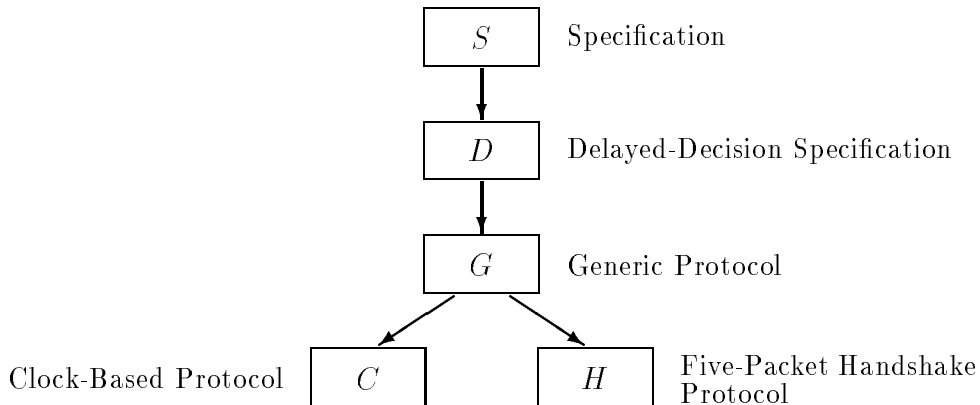 S Specification
D Delayed-Decision Specification
G Generic Protocol
Clock-Based Protocol C H Five-Packet Handshake
Protocol